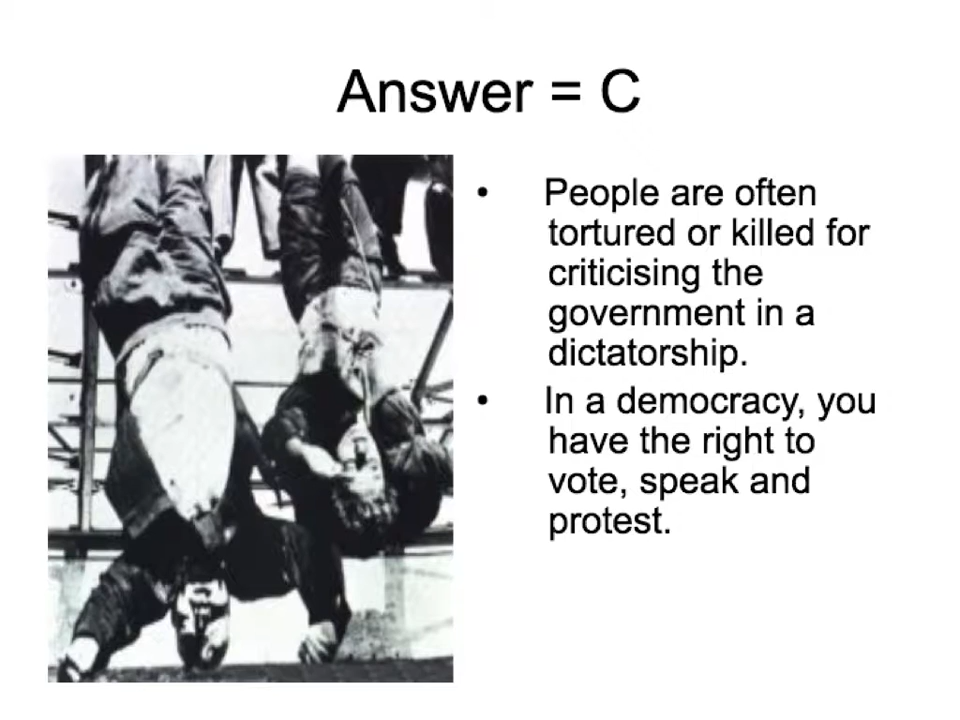 Answer = C
• People are often
tortured or killed for
criticising the
government in a
dictatorship.
• In a democracy, you
have the right to
vote, speak and
protest.